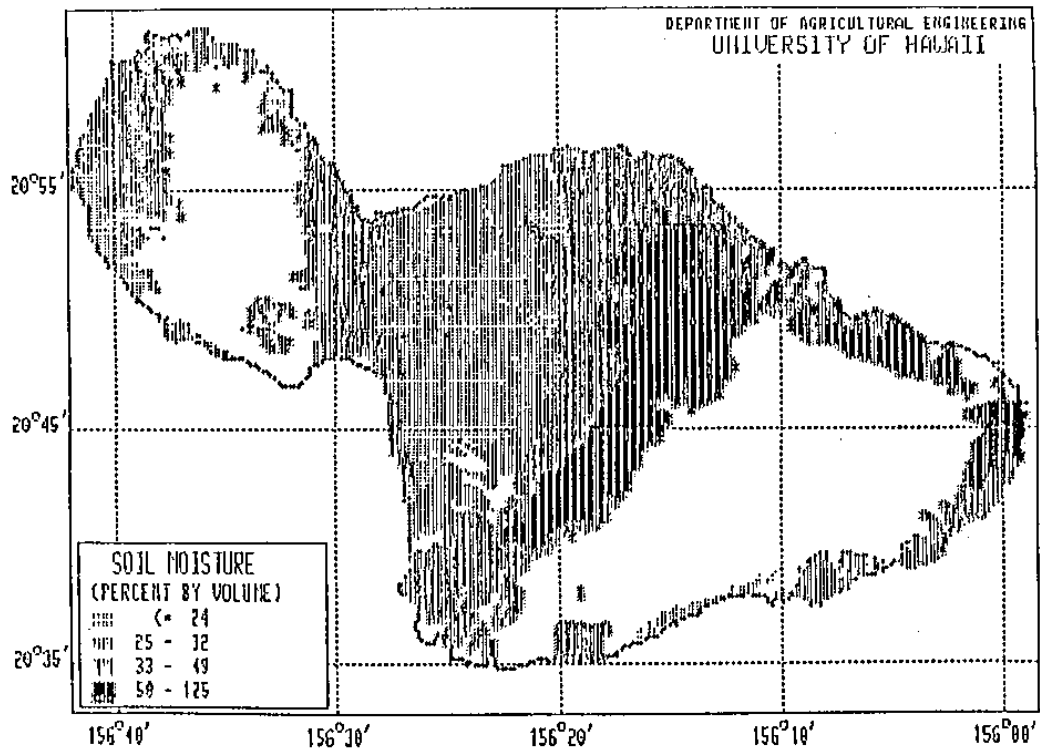 DEPARTMENT OF AGRICULTURAL ENGINEERING
UNIVERSITY OF HAWAII
20°55'
20°45'
20°35'
SOIL MOISTURE
(PERCENT BY VOLUME)
<= 24
25 - 32
33 - 49
50 - 125
156°40'
156°30'
156°20'
156°10'
156°00'